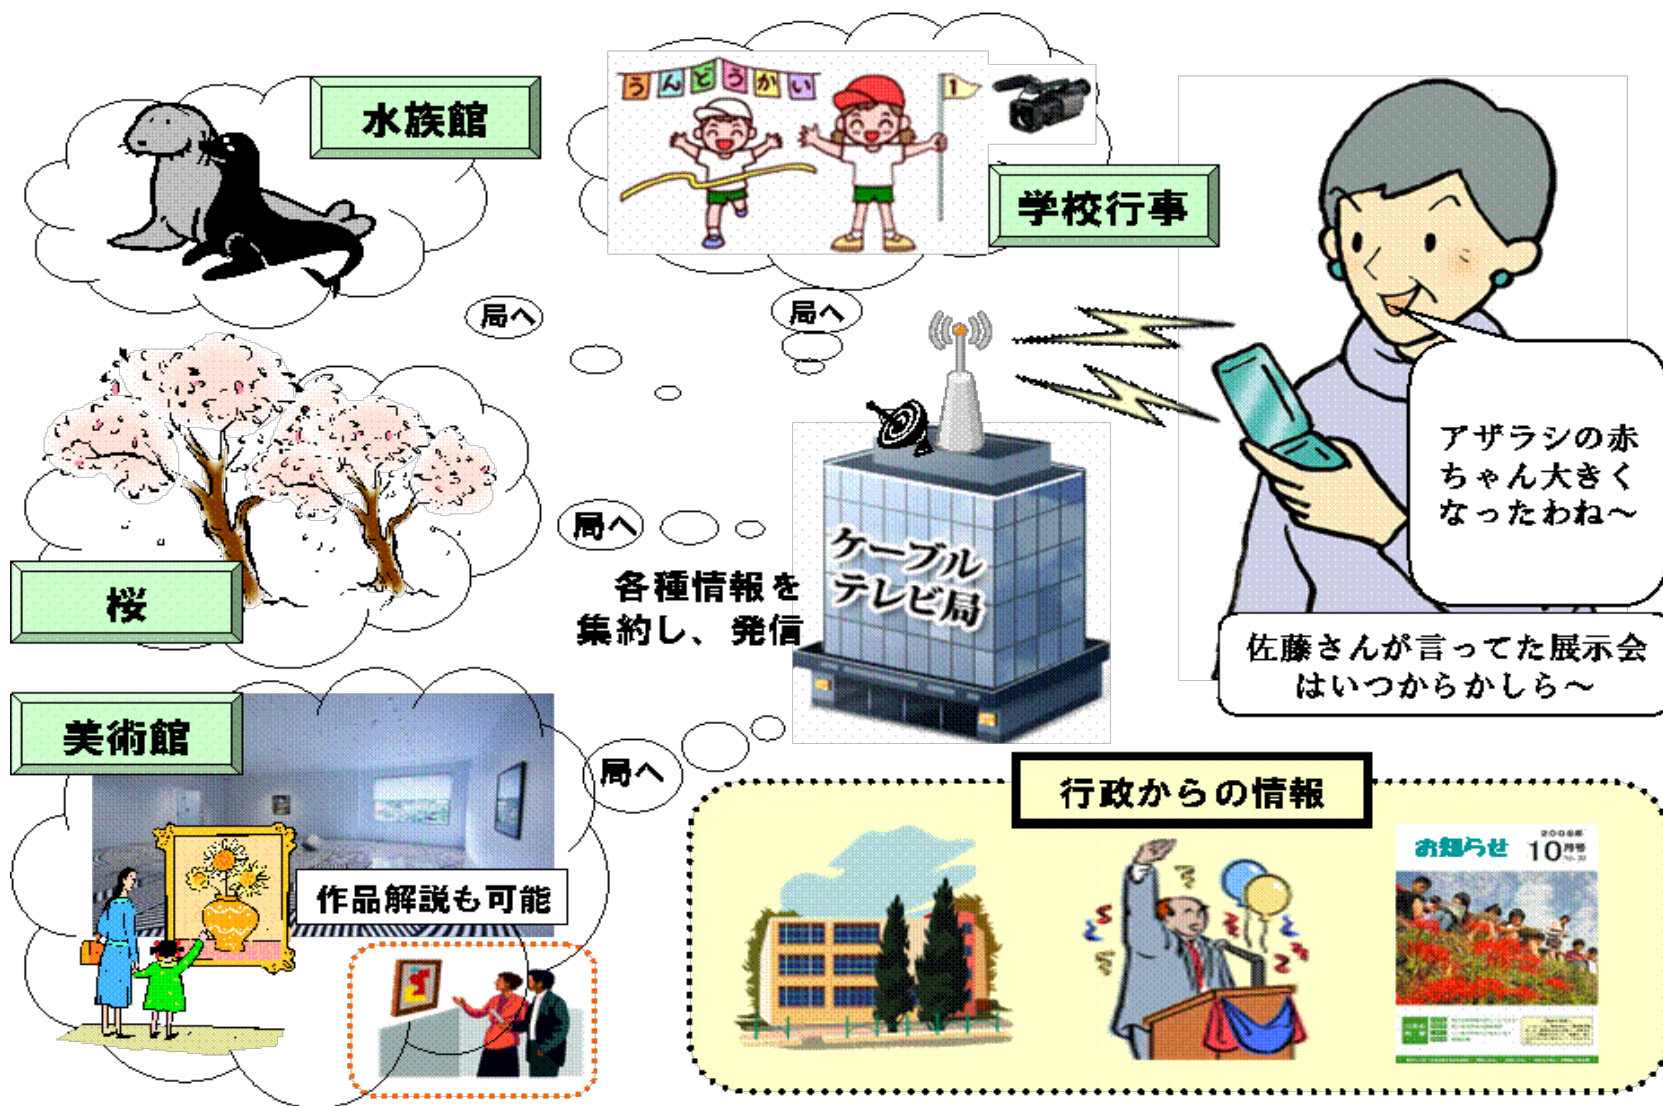 水族館
うんどうかい
1
学校行事
局へ
局へ
アザラシの赤
ちゃん大きく
なったわね～
桜
局へ
各種情報を
集約し、発信
ケーブル
テレビ局
佐藤さんが言ってた展示会
はいつからかしら～
美術館
局へ
作品解説も可能
行政からの情報
お知らせ
10月号